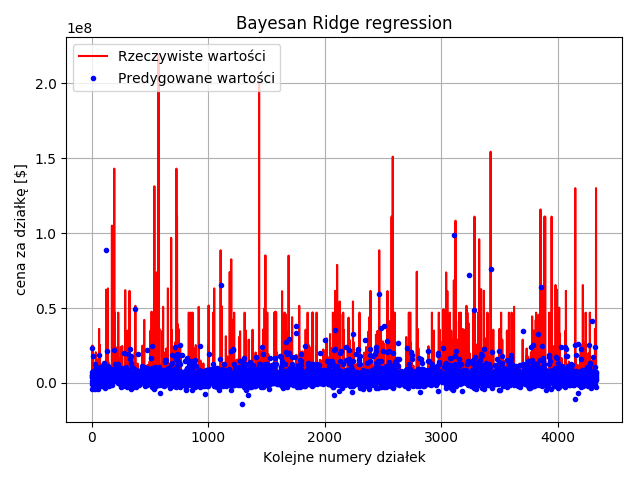 Bayesan Ridge regression
1e8
Rzeczywiste wartości
Predygowane wartości
cena za działkę [$]
2.0
1.5
1.0
0.5
0.0
0 1000 2000 3000 4000
Kolejne numery działek